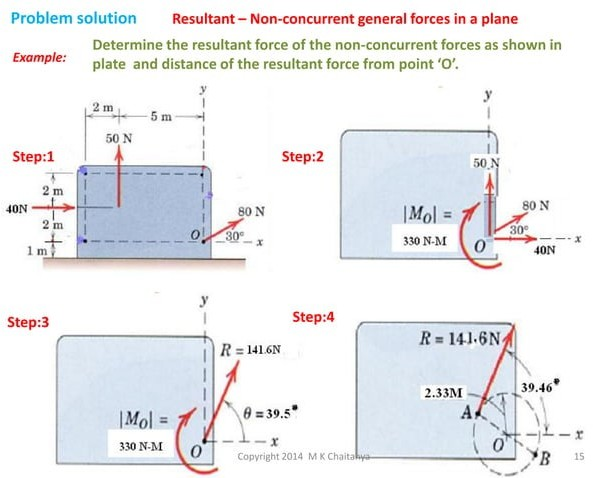 Problem solution
Resultant – Non-concurrent general forces in a plane
Example:
Determine the resultant force of the non-concurrent forces as shown in
plate and distance of the resultant force from point ‘O’.
Step:1
y
2 m
5 m
50 N
2 m
40N
2 m
80 N
O
30°
x
1 m
Step:2
y
50 N
|Mo| =
330 N-M
80 N
30°
O
x
40N
Step:3
y
R = 141.6N
|Mo| =
330 N-M
θ = 39.5°
O
x
Step:4
R = 141.6N
2.33M
39.46°
A
O
x
B
Copyright 2014 M K Chaitanya
15